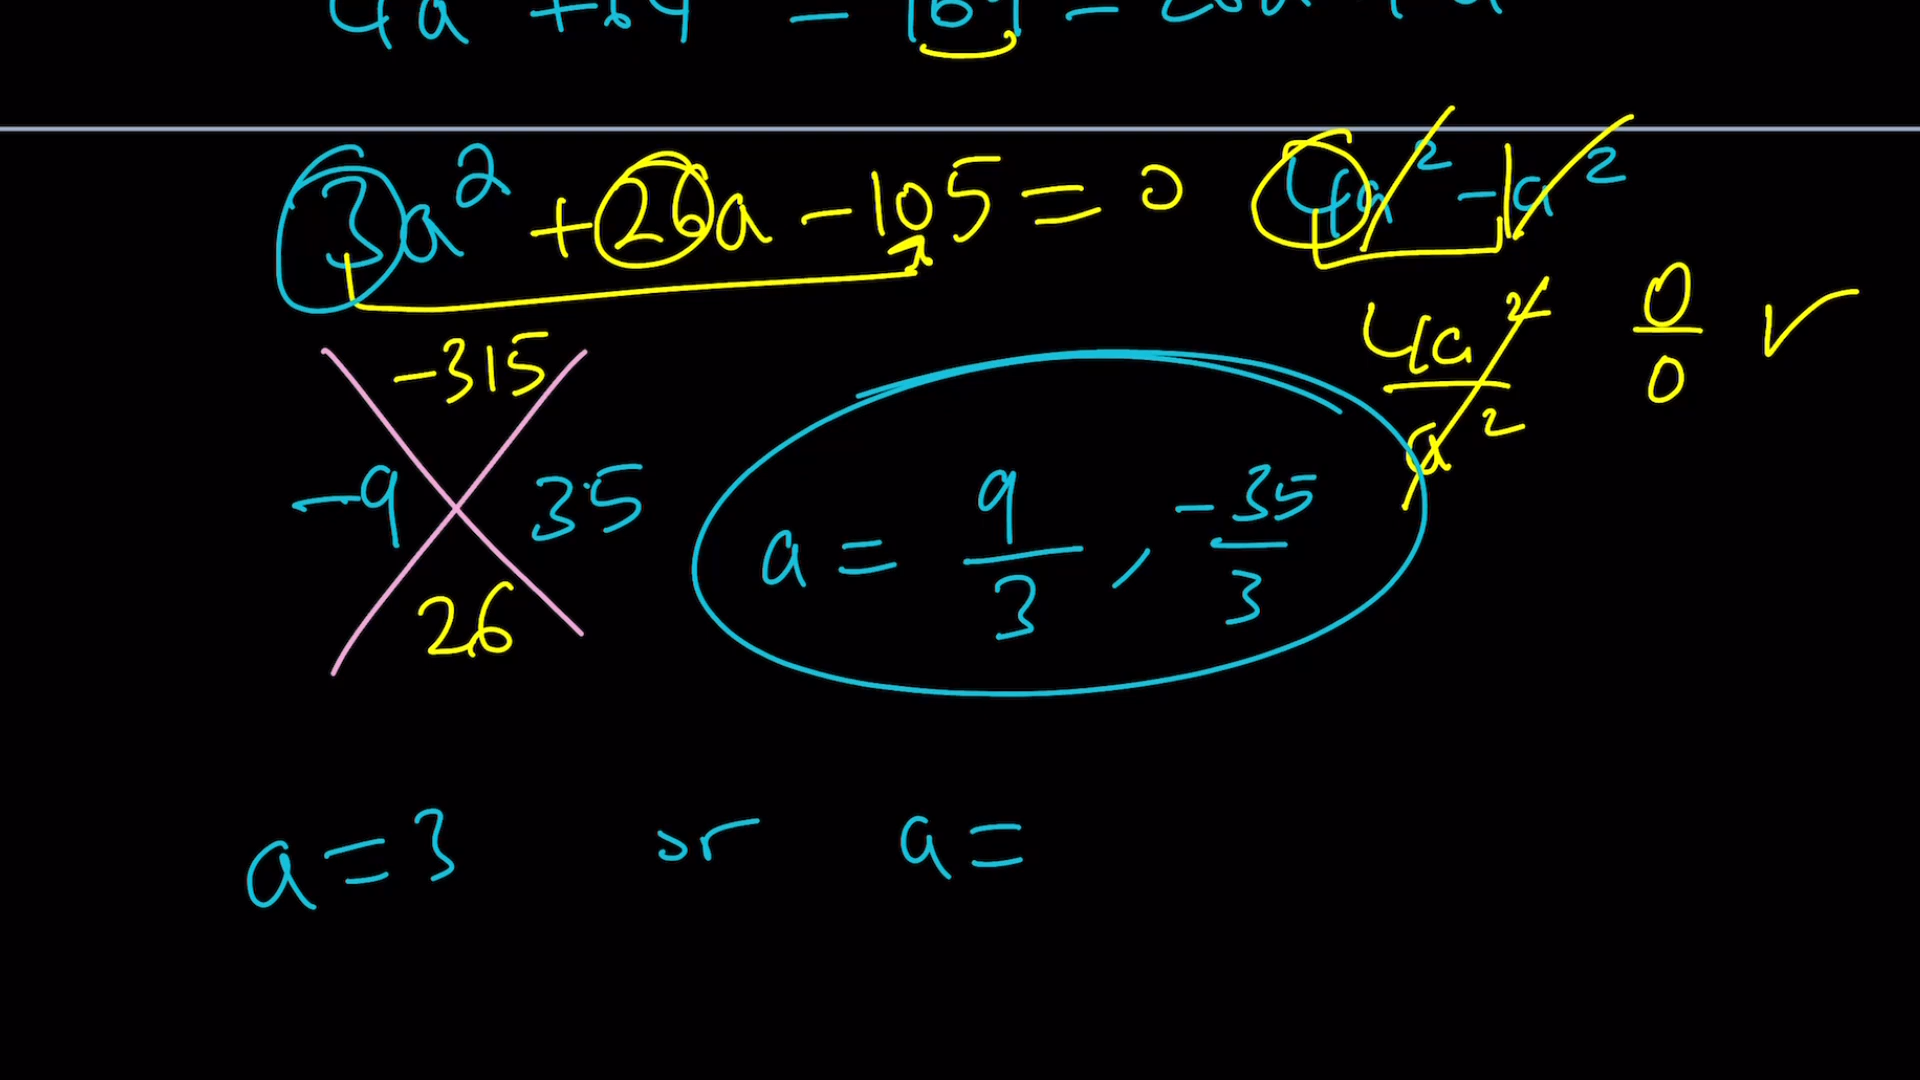 3a² + 26a - 105 = 0
4a² - 1a²
4a² / a²
0 / 0 ✓
-315
-9 35
26
a = 9/3 , -35/3
a = 3 or a =